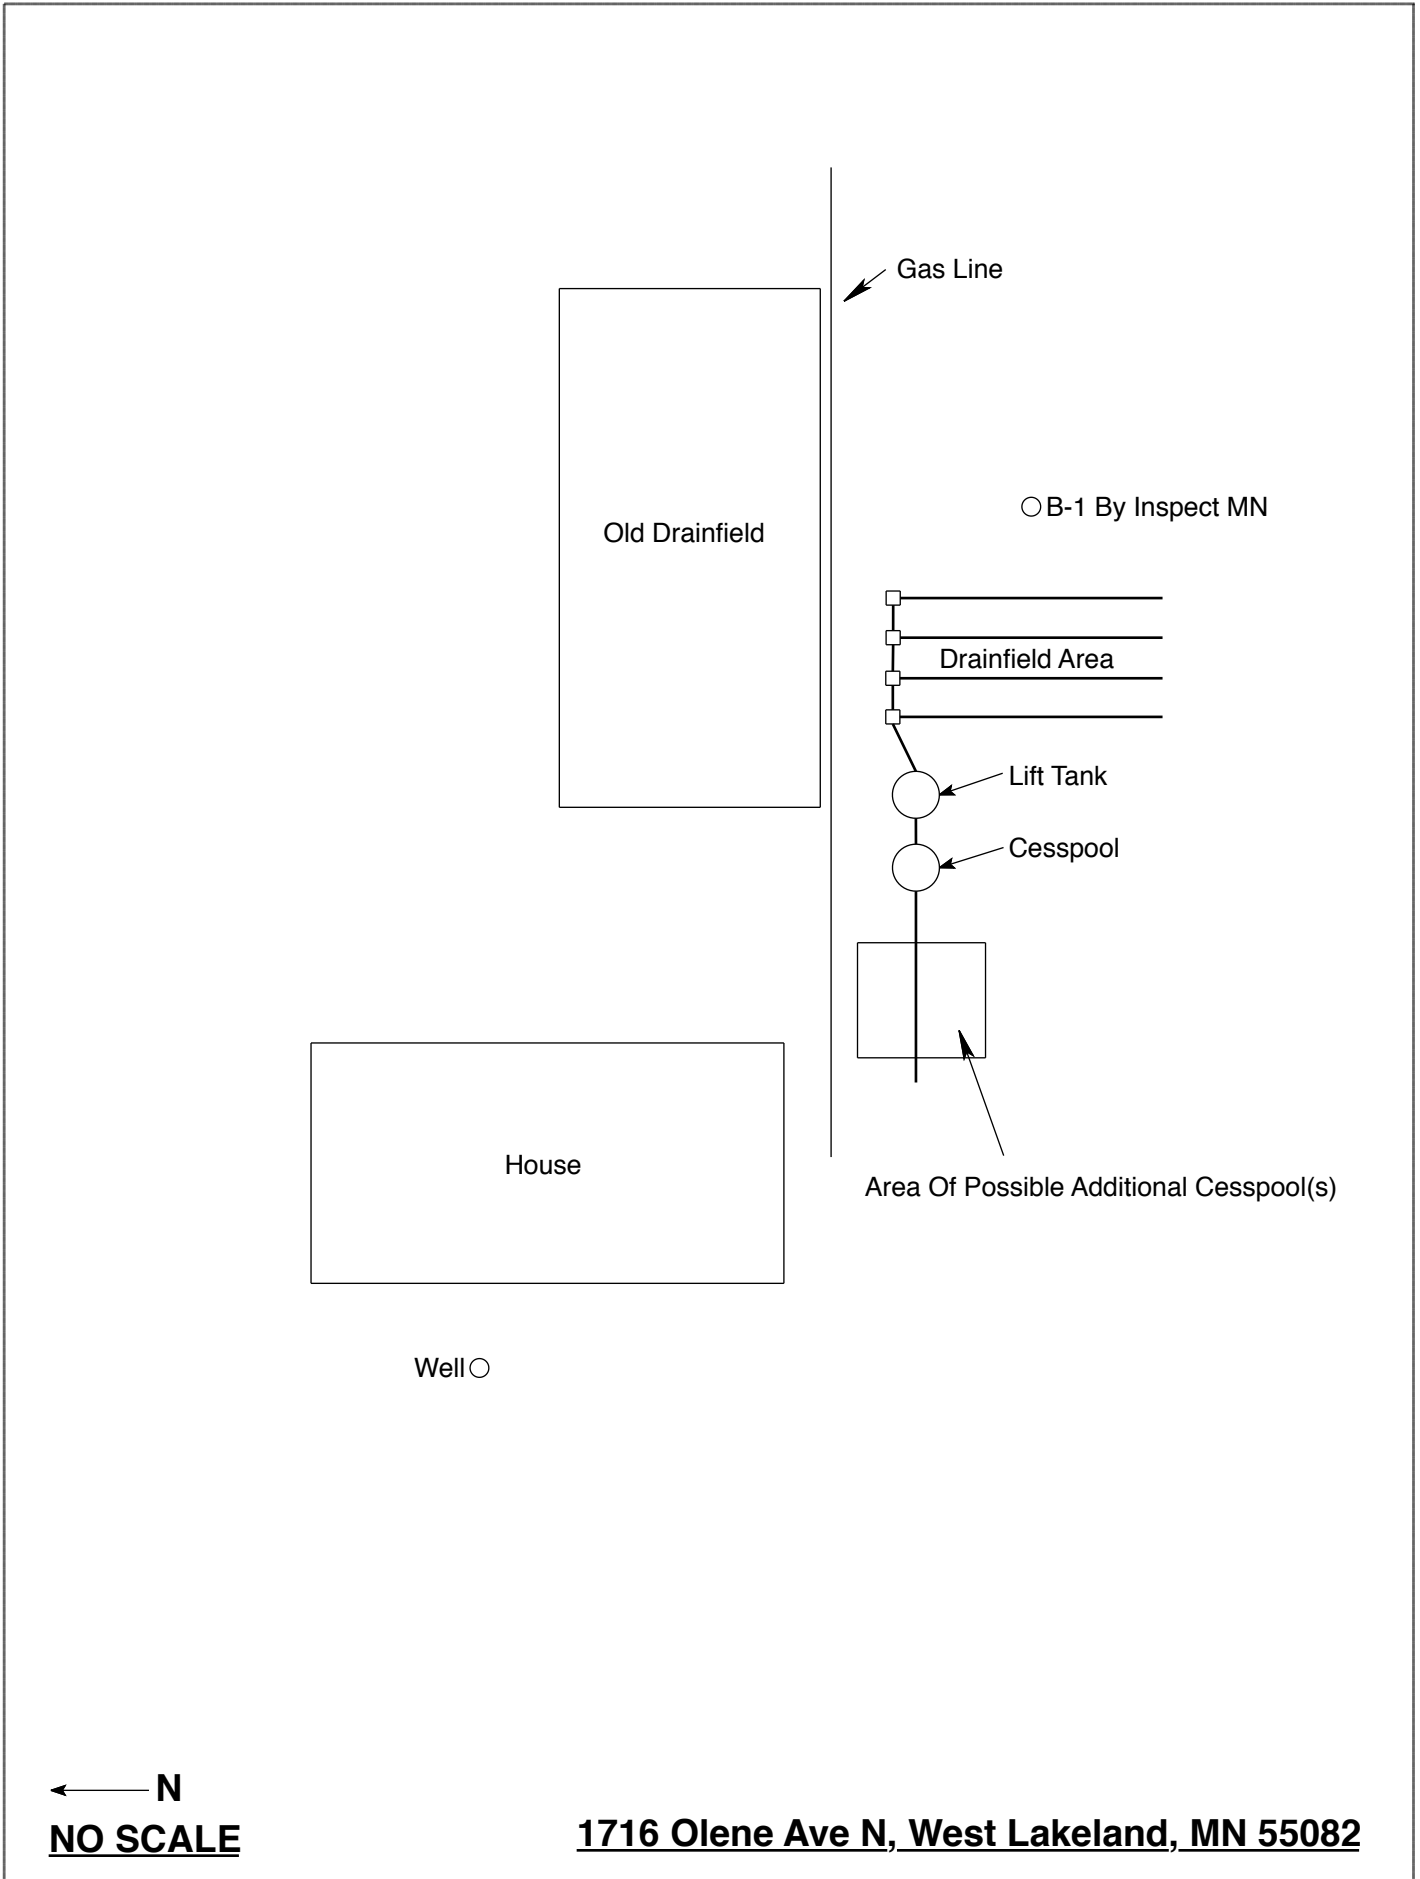 Gas Line
B-1 By Inspect MN
Old Drainfield
Drainfield Area
Lift Tank
Cesspool
House
Area Of Possible Additional Cesspool(s)
Well
N
NO SCALE
1716 Olene Ave N, West Lakeland, MN 55082